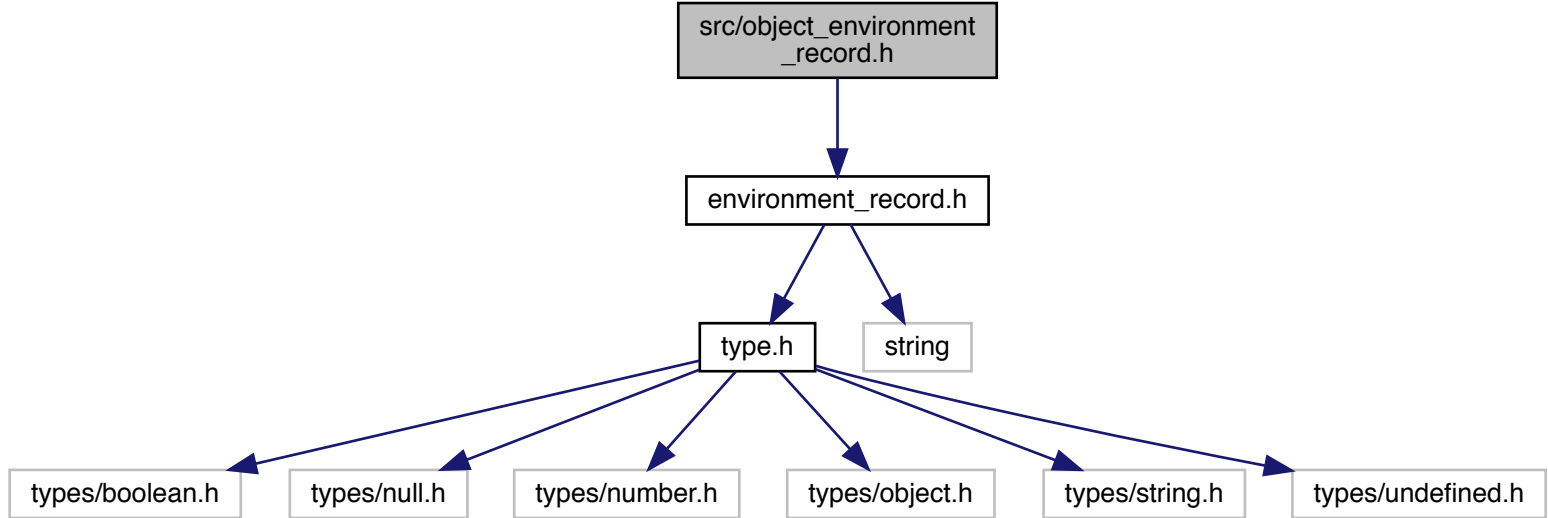 src/object_environment
_record.h
environment_record.h
type.h
string
types/boolean.h
types/null.h
types/number.h
types/object.h
types/string.h
types/undefined.h